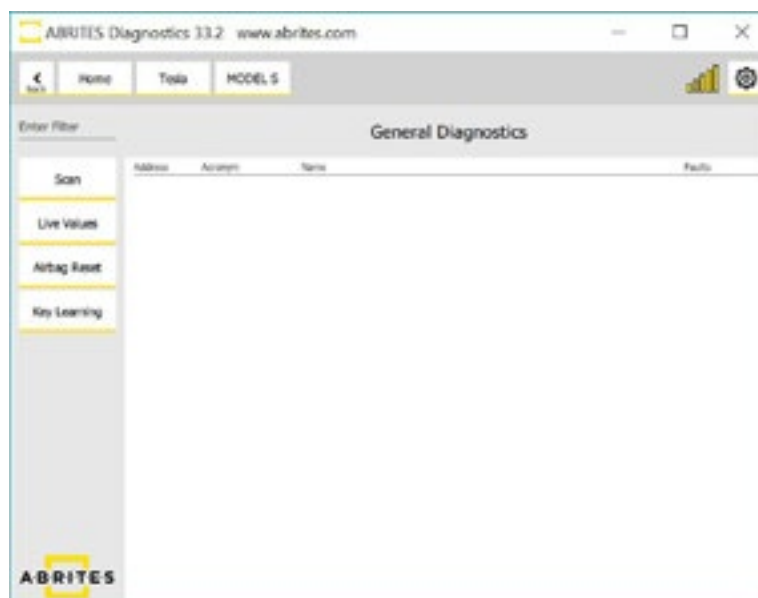 ABRITES Diagnostics 33.2 www.abrites.com
back Home Tesla MODEL S
Enter Filter
General Diagnostics
Address Acronym Name Faults
Scan
Live Values
Airbag Reset
Key Learning
ABRITES